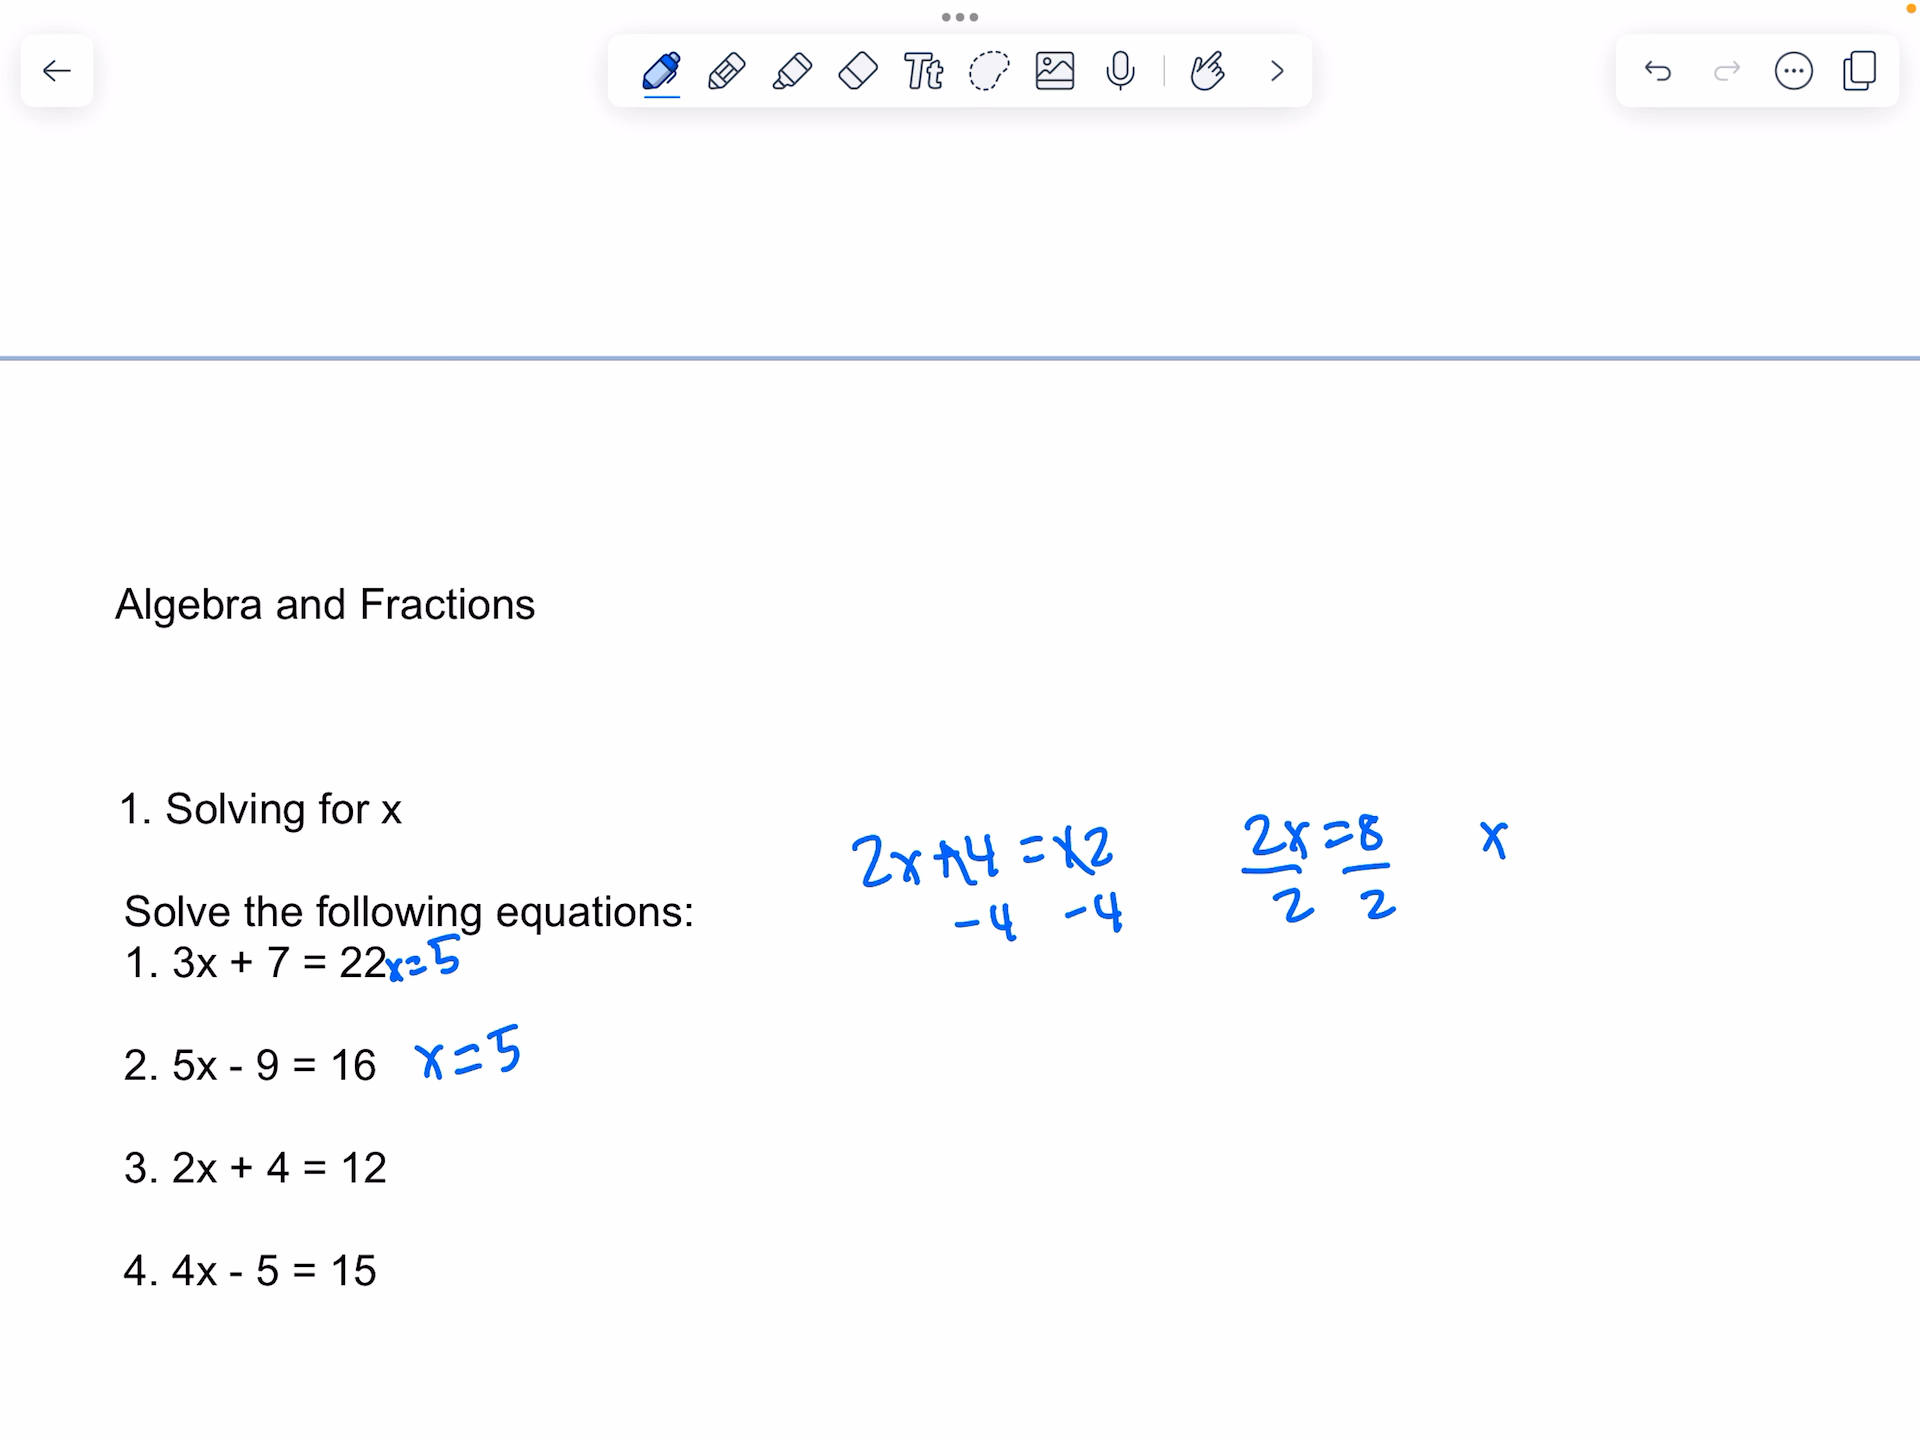 Tt
Algebra and Fractions
1. Solving for x
Solve the following equations:
1. 3x + 7 = 22 x=5
2. 5x - 9 = 16 x=5
3. 2x + 4 = 12
4. 4x - 5 = 15
2x+4=12
-4 -4
2x=8
2 2
x